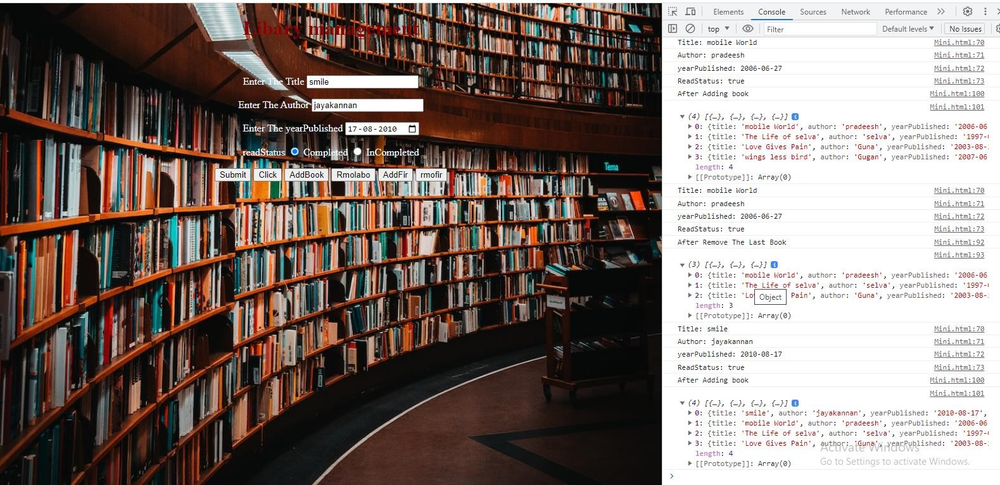 Libary management
Enter The Title smile
Enter The Author jayakannan
Enter The yearPublished 17-08-2010
readStatus Completed InCompleted
Submit Click AddBook Rmolabo AddFir rmofir
Tema
Elements Console Sources Network Performance
top Filter Default levels No Issues
Title: mobile World Mini.html:70
Author: pradeesh Mini.html:71
yearPublished: 2006-06-27 Mini.html:72
ReadStatus: true Mini.html:73
After Adding book Mini.html:100
Mini.html:101
(4) [{…}, {…}, {…}, {…}] i
0: {title: 'mobile World', author: 'pradeesh', yearPublished: '2006-06
1: {title: 'The Life of selva', author: 'selva', yearPublished: '1997-
2: {title: 'Love Gives Pain', author: 'Guna', yearPublished: '2003-08-
3: {title: 'wings less bird', author: 'Gugan', yearPublished: '2007-06
length: 4
[[Prototype]]: Array(0)
Title: mobile World Mini.html:70
Author: pradeesh Mini.html:71
yearPublished: 2006-06-27 Mini.html:72
ReadStatus: true Mini.html:73
After Remove The Last Book Mini.html:92
Mini.html:93
(3) [{…}, {…}, {…}] i
0: {title: 'mobile World', author: 'pradeesh', yearPublished: '2006-06
1: {title: 'The Life of selva', author: 'selva', yearPublished: '1997-
2: {title: 'Lo Object Pain', author: 'Guna', yearPublished: '2003-08-
length: 3
[[Prototype]]: Array(0)
Title: smile Mini.html:70
Author: jayakannan Mini.html:71
yearPublished: 2010-08-17 Mini.html:72
ReadStatus: true Mini.html:73
After Adding book Mini.html:100
Mini.html:101
(4) [{…}, {…}, {…}, {…}] i
0: {title: 'smile', author: 'jayakannan', yearPublished: '2010-08-17',
1: {title: 'mobile World', author: 'pradeesh', yearPublished: '2006-06
2: {title: 'The Life of selva', author: 'selva', yearPublished: '1997-
3: {title: 'Love Gives Pain', author: 'Guna', yearPublished: '2003-08-
length: 4
[[Prototype]]: Array(0)
Activate Windows
Go to Settings to activate Windows.